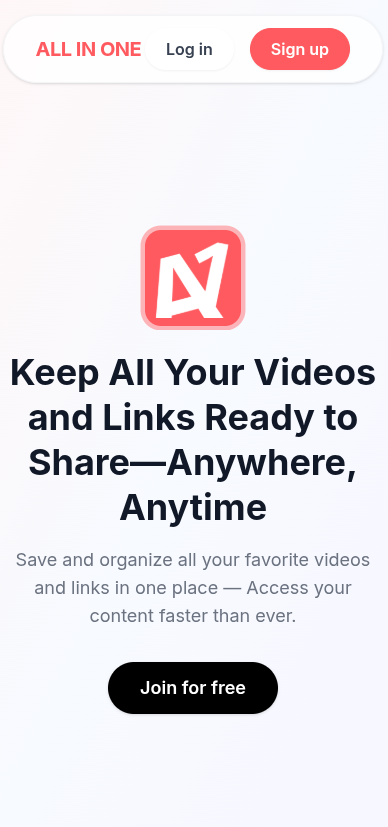 ALL IN ONE Log in Sign up
A1
Keep All Your Videos
and Links Ready to
Share—Anywhere,
Anytime
Save and organize all your favorite videos
and links in one place — Access your
content faster than ever.
Join for free